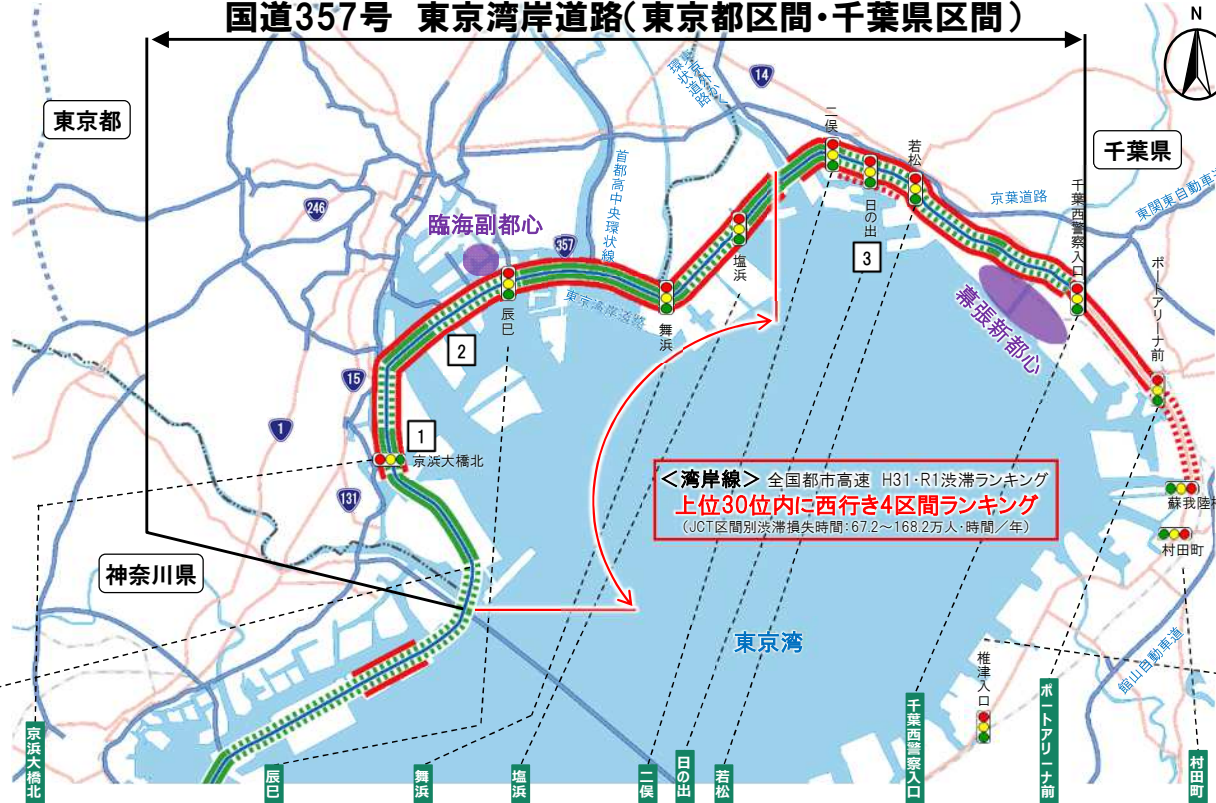 国道357号 東京湾岸道路(東京都区間・千葉県区間)
N
東京都
千葉県
神奈川県
14
246
357
15
1
131
首都高中央環状線
東京湾岸道路
京葉道路
東関東自動車道
館山自動車道
臨海副都心
幕張新都心
二俣
日の出
若松
千葉西警察入口
ポートアリーナ前
塩浜
舞浜
辰巳
京浜大橋北
村田町
椎津入口
1
2
3
<湾岸線> 全国都市高速 H31・R1渋滞ランキング
上位30位内に西行き4区間ランキング
(JCT区間別渋滞損失時間:67.2~168.2万人・時間/年)
東京湾
京浜大橋北
辰巳
舞浜
塩浜
二俣
日の出
若松
千葉西警察入口
ポートアリーナ前
村田町